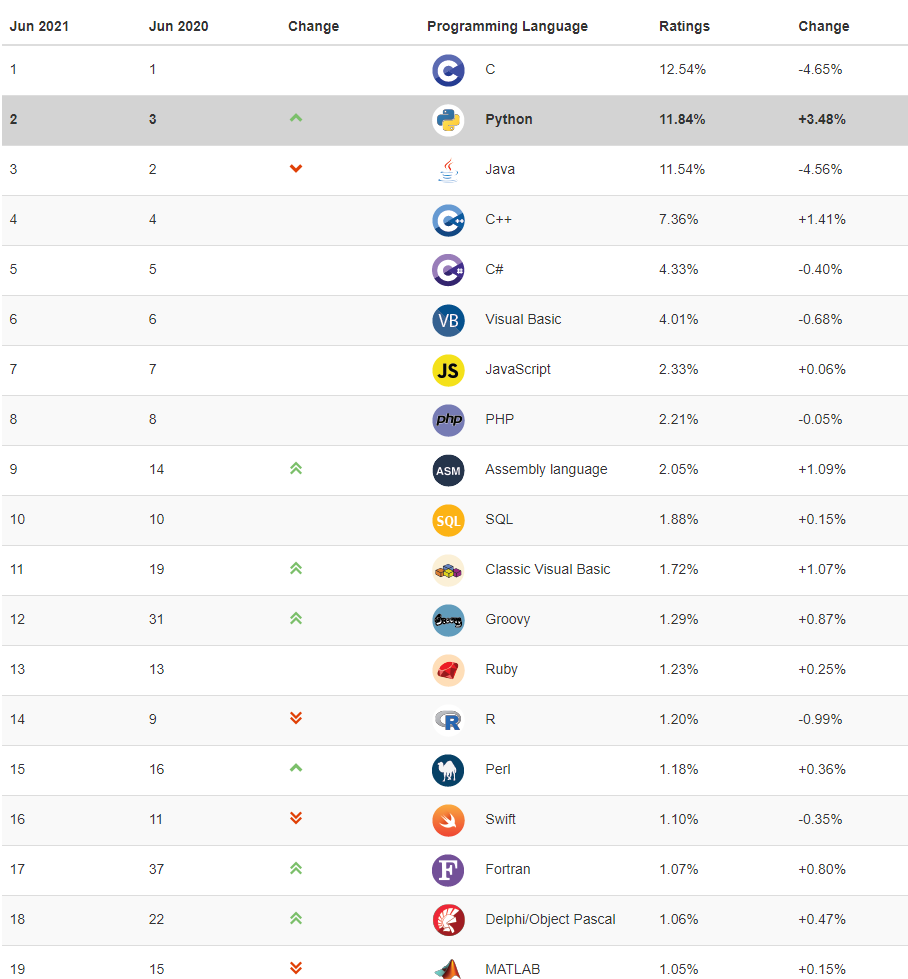 Jun 2021 Jun 2020 Change Programming Language Ratings Change
1 1 C C 12.54% -4.65%
2 3 Python 11.84% +3.48%
3 2 Java 11.54% -4.56%
4 4 C++ C++ 7.36% +1.41%
5 5 C# C# 4.33% -0.40%
6 6 VB Visual Basic 4.01% -0.68%
7 7 JS JavaScript 2.33% +0.06%
8 8 php PHP 2.21% -0.05%
9 14 ASM Assembly language 2.05% +1.09%
10 10 SQL SQL 1.88% +0.15%
11 19 Classic Visual Basic 1.72% +1.07%
12 31 Groovy 1.29% +0.87%
13 13 Ruby 1.23% +0.25%
14 9 R R 1.20% -0.99%
15 16 Perl 1.18% +0.36%
16 11 Swift 1.10% -0.35%
17 37 F Fortran 1.07% +0.80%
18 22 Delphi/Object Pascal 1.06% +0.47%
19 15 MATLAB 1.05% +0.15%